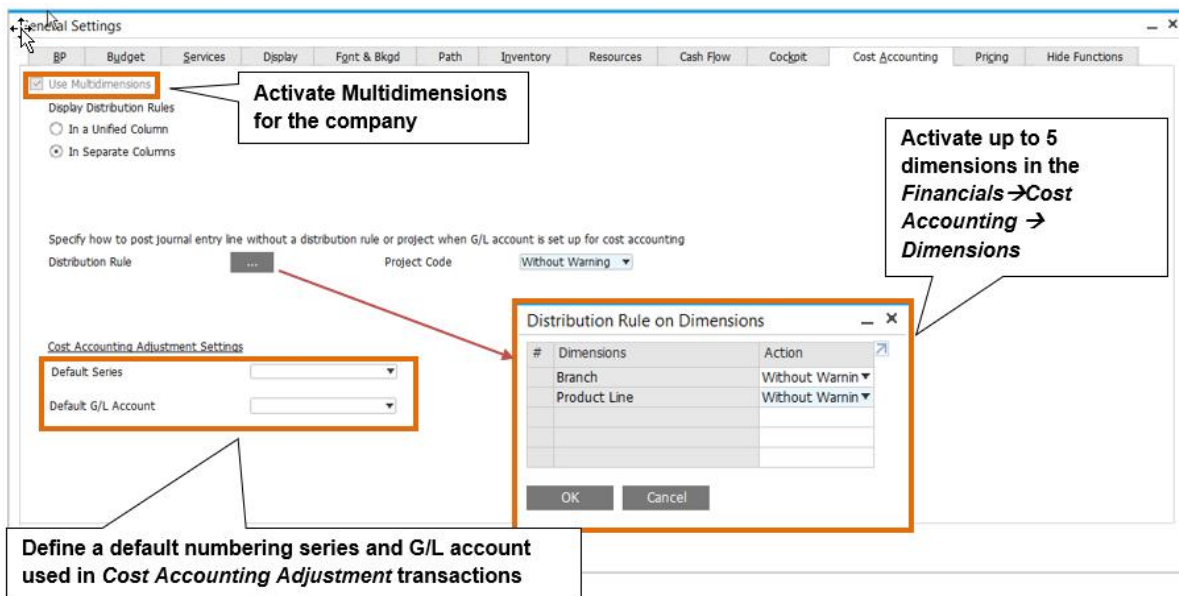 General Settings
BP Budget Services Display Font & Bkgd Path Inventory Resources Cash Flow Cockpit Cost Accounting Pricing Hide Functions
Use Multidimensions
Display Distribution Rules
In a Unified Column
In Separate Columns
Activate Multidimensions
for the company
Activate up to 5
dimensions in the
Financials→Cost
Accounting →
Dimensions
Specify how to post journal entry line without a distribution rule or project when G/L account is set up for cost accounting
Distribution Rule ... Project Code Without Warning
Distribution Rule on Dimensions
# Dimensions Action
Branch Without Warnin
Product Line Without Warnin
OK Cancel
Cost Accounting Adjustment Settings
Default Series
Default G/L Account
Define a default numbering series and G/L account
used in Cost Accounting Adjustment transactions